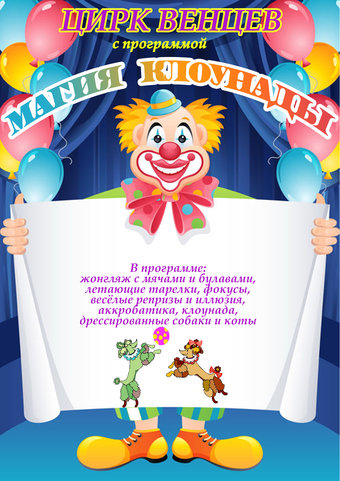 ЦИРК ВЕНЦЕВ
с программой
МАГИЯ КЛОУНАДЫ
В программе:
жонгляж с мячами и булавами,
летающие тарелки, фокусы,
весёлые репризы и иллюзия,
аккробатика, клоунада,
дрессированные собаки и коты